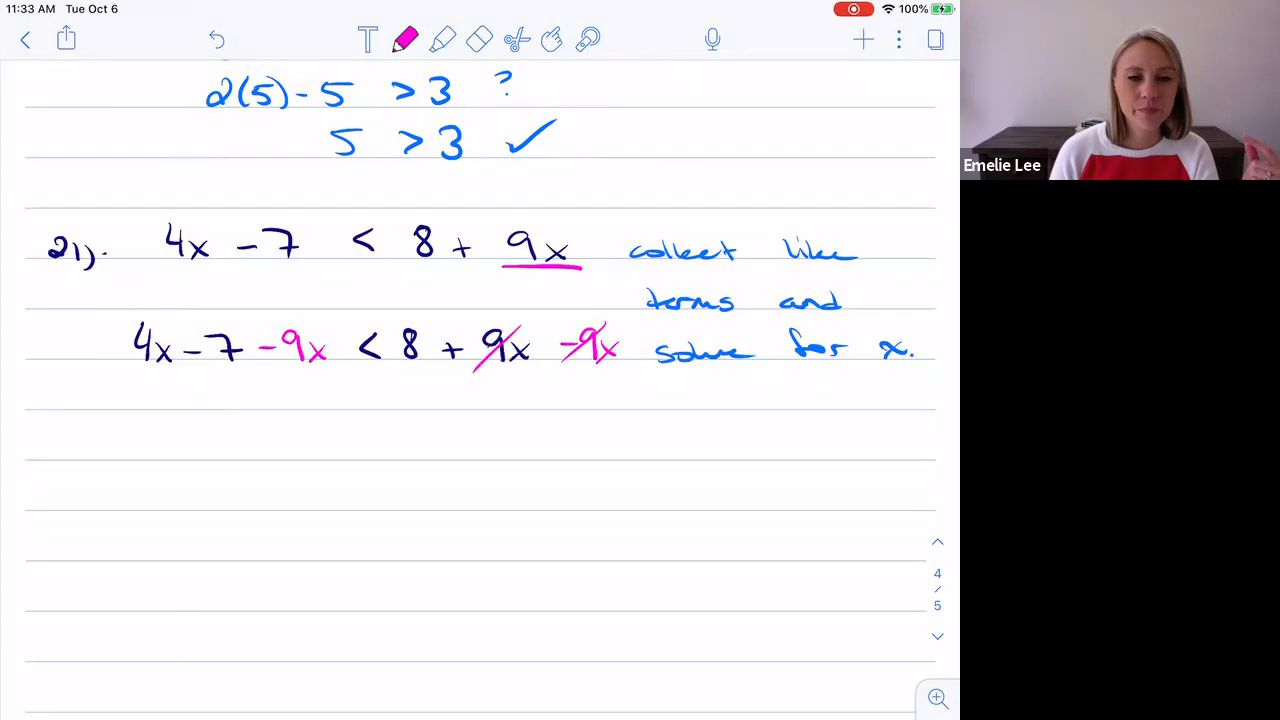 11:33 AM Tue Oct 6
100%
2(5) - 5 > 3 ?
5 > 3 ✓
Emelie Lee
21). 4x - 7 < 8 + 9x collect like
terms and
4x - 7 - 9x < 8 + 9x - 9x solve for x.
4
/
5